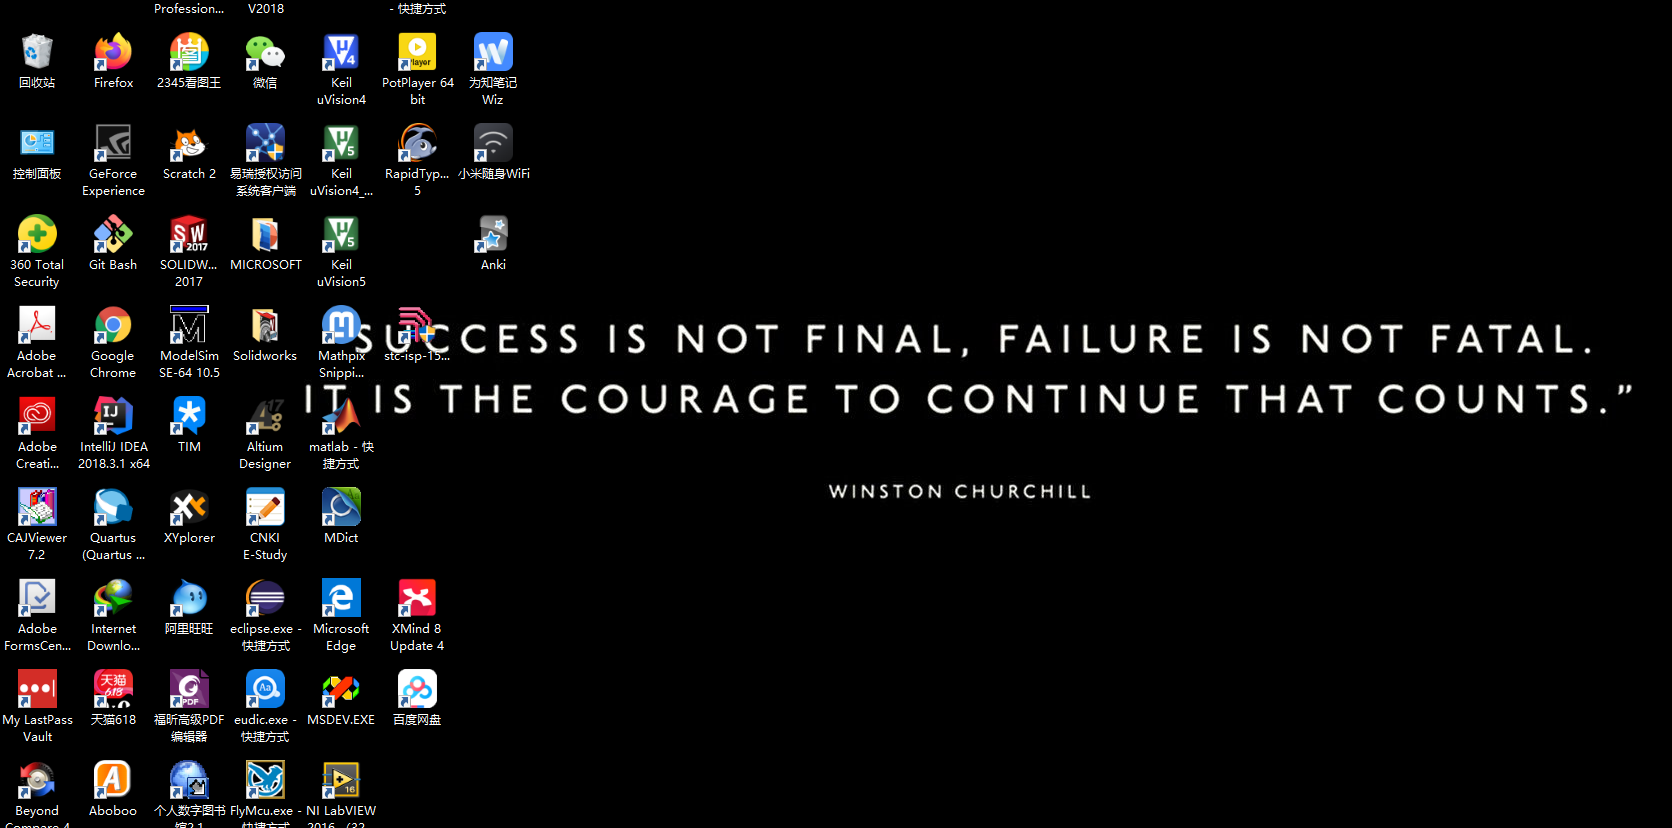 Profession...
V2018
- 快捷方式
回收站
Firefox
2345看图王
微信
Keil
uVision4
PotPlayer 64
bit
为知笔记
Wiz
控制面板
GeForce
Experience
Scratch 2
易瑞授权访问
系统客户端
Keil
uVision4_...
RapidTyp...
5
小米随身WiFi
360 Total
Security
Git Bash
SOLIDW...
2017
MICROSOFT
Keil
uVision5
Anki
Adobe
Acrobat ...
Google
Chrome
ModelSim
SE-64 10.5
Solidworks
Mathpix
Snippi...
stc-isp-15...
SUCCESS IS NOT FINAL, FAILURE IS NOT FATAL.
IT IS THE COURAGE TO CONTINUE THAT COUNTS.”
WINSTON CHURCHILL
Adobe
Creati...
IntelliJ IDEA
2018.3.1 x64
TIM
Altium
Designer
matlab - 快
捷方式
CAJViewer
7.2
Quartus
(Quartus ...
XYplorer
CNKI
E-Study
MDict
Adobe
FormsCen...
Internet
Downlo...
阿里旺旺
eclipse.exe -
快捷方式
Microsoft
Edge
XMind 8
Update 4
My LastPass
Vault
天猫618
福昕高级PDF
编辑器
eudic.exe -
快捷方式
MSDEV.EXE
百度网盘
Beyond
Compare 4
Aboboo
个人数字图书
馆2.1
FlyMcu.exe -
快捷方式
NI LabVIEW
2016 （32